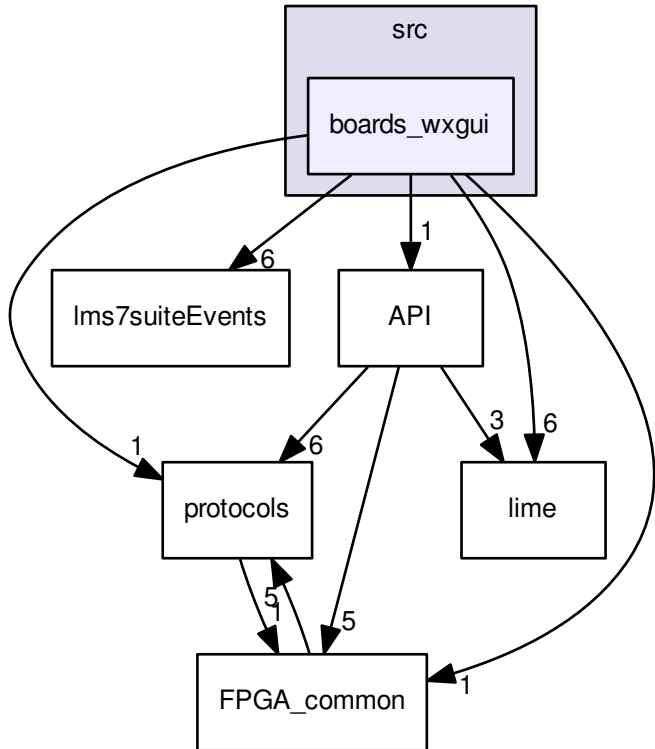 src
boards_wxgui
1
6
lms7suiteEvents
API
3
6
1
6
protocols
lime
5
1
5
1
FPGA_common